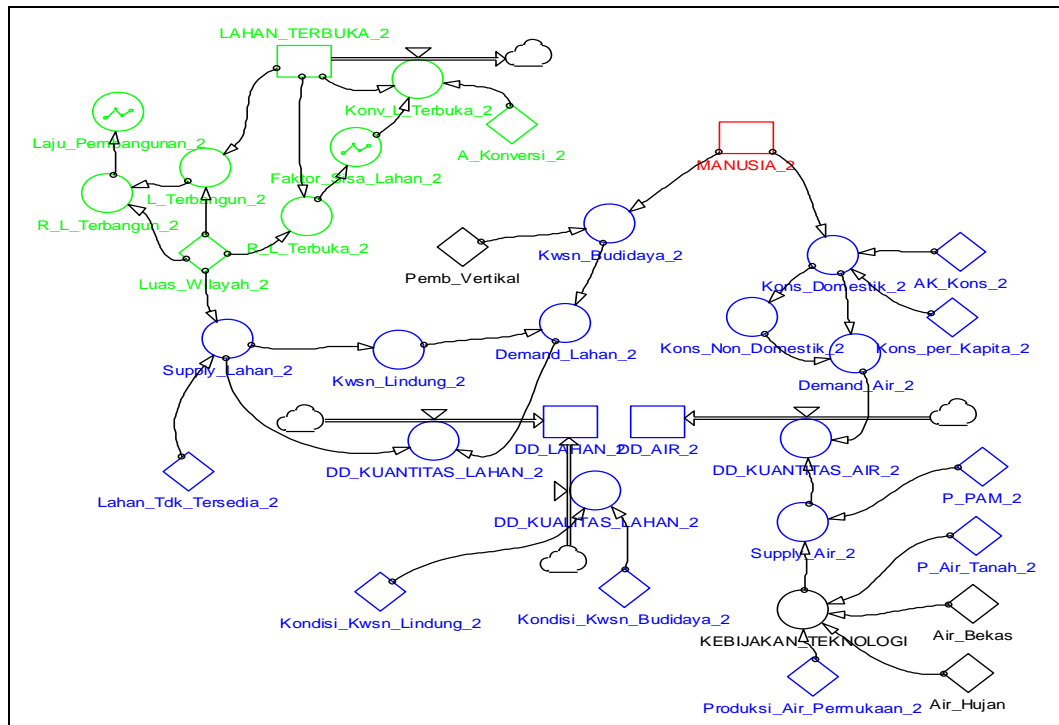 LAHAN_TERBUKA_2
Konv_L_Terbuka_2
A_Konversi_2
Laju_Pembangunan_2
L_Terbangun_2
Faktor_Sisa_Lahan_2
R_L_Terbangun_2
R_L_Terbuka_2
Luas_Wilayah_2
MANUSIA_2
Kwsn_Budidaya_2
Pemb_Vertikal
Kons_Domestik_2
AK_Kons_2
Kons_Non_Domestik_2
Kons_per_Kapita_2
Supply_Lahan_2
Kwsn_Lindung_2
Demand_Lahan_2
Demand_Air_2
DD_KUANTITAS_LAHAN_2
DD_LAHAN_2
DD_AIR_2
DD_KUANTITAS_AIR_2
Lahan_Tdk_Tersedia_2
DD_KUALITAS_LAHAN_2
P_PAM_2
Supply_Air_2
P_Air_Tanah_2
Kondisi_Kwsn_Lindung_2
Kondisi_Kwsn_Budidaya_2
KEBIJAKAN_TEKNOLOGI
Air_Bekas
Produksi_Air_Permukaan_2
Air_Hujan